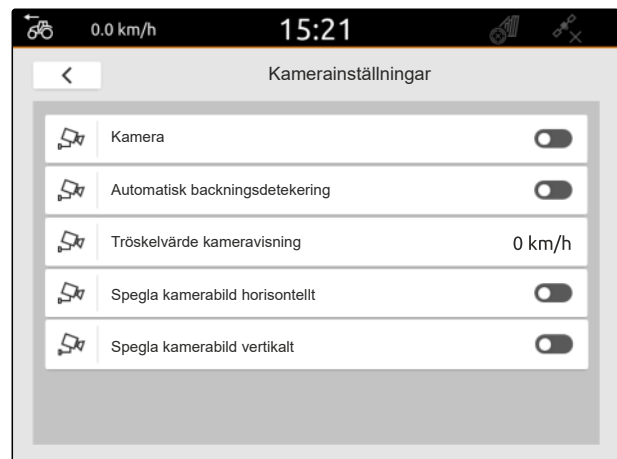 0.0 km/h 15:21
Kamerainställningar
Kamera
Automatisk backningsdetekering
Tröskelvärde kameravisning 0 km/h
Spegla kamerabild horisontellt
Spegla kamerabild vertikalt